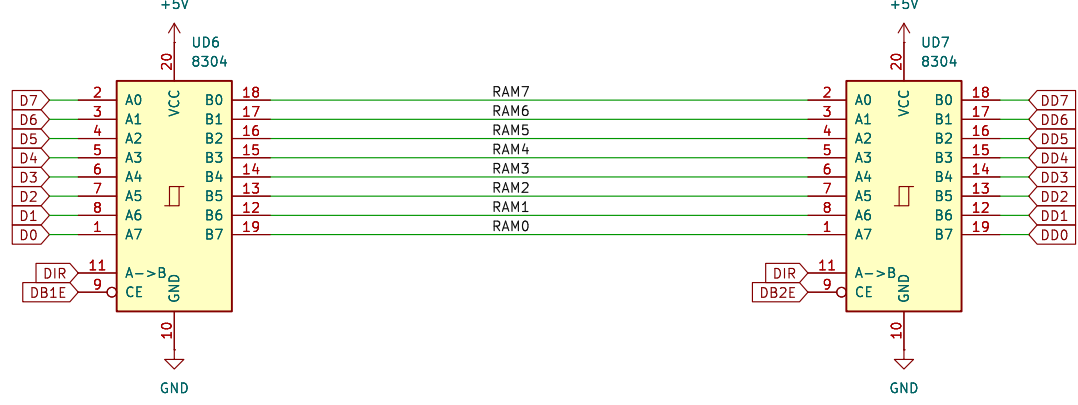 +5V +5V
UD6 UD7
8304 8304
20 20
VCC VCC
D7 2 A0 B0 18 RAM7 2 A0 B0 18 DD7
D6 3 A1 B1 17 RAM6 3 A1 B1 17 DD6
D5 4 A2 B2 16 RAM5 4 A2 B2 16 DD5
D4 5 A3 B3 15 RAM4 5 A3 B3 15 DD4
D3 6 A4 B4 14 RAM3 6 A4 B4 14 DD3
D2 7 A5 B5 13 RAM2 7 A5 B5 13 DD2
D1 8 A6 B6 12 RAM1 8 A6 B6 12 DD1
D0 1 A7 B7 19 RAM0 1 A7 B7 19 DD0
DIR 11 A->B DIR 11 A->B
DB1E 9 CE GND DB2E 9 CE GND
10 10
GND GND